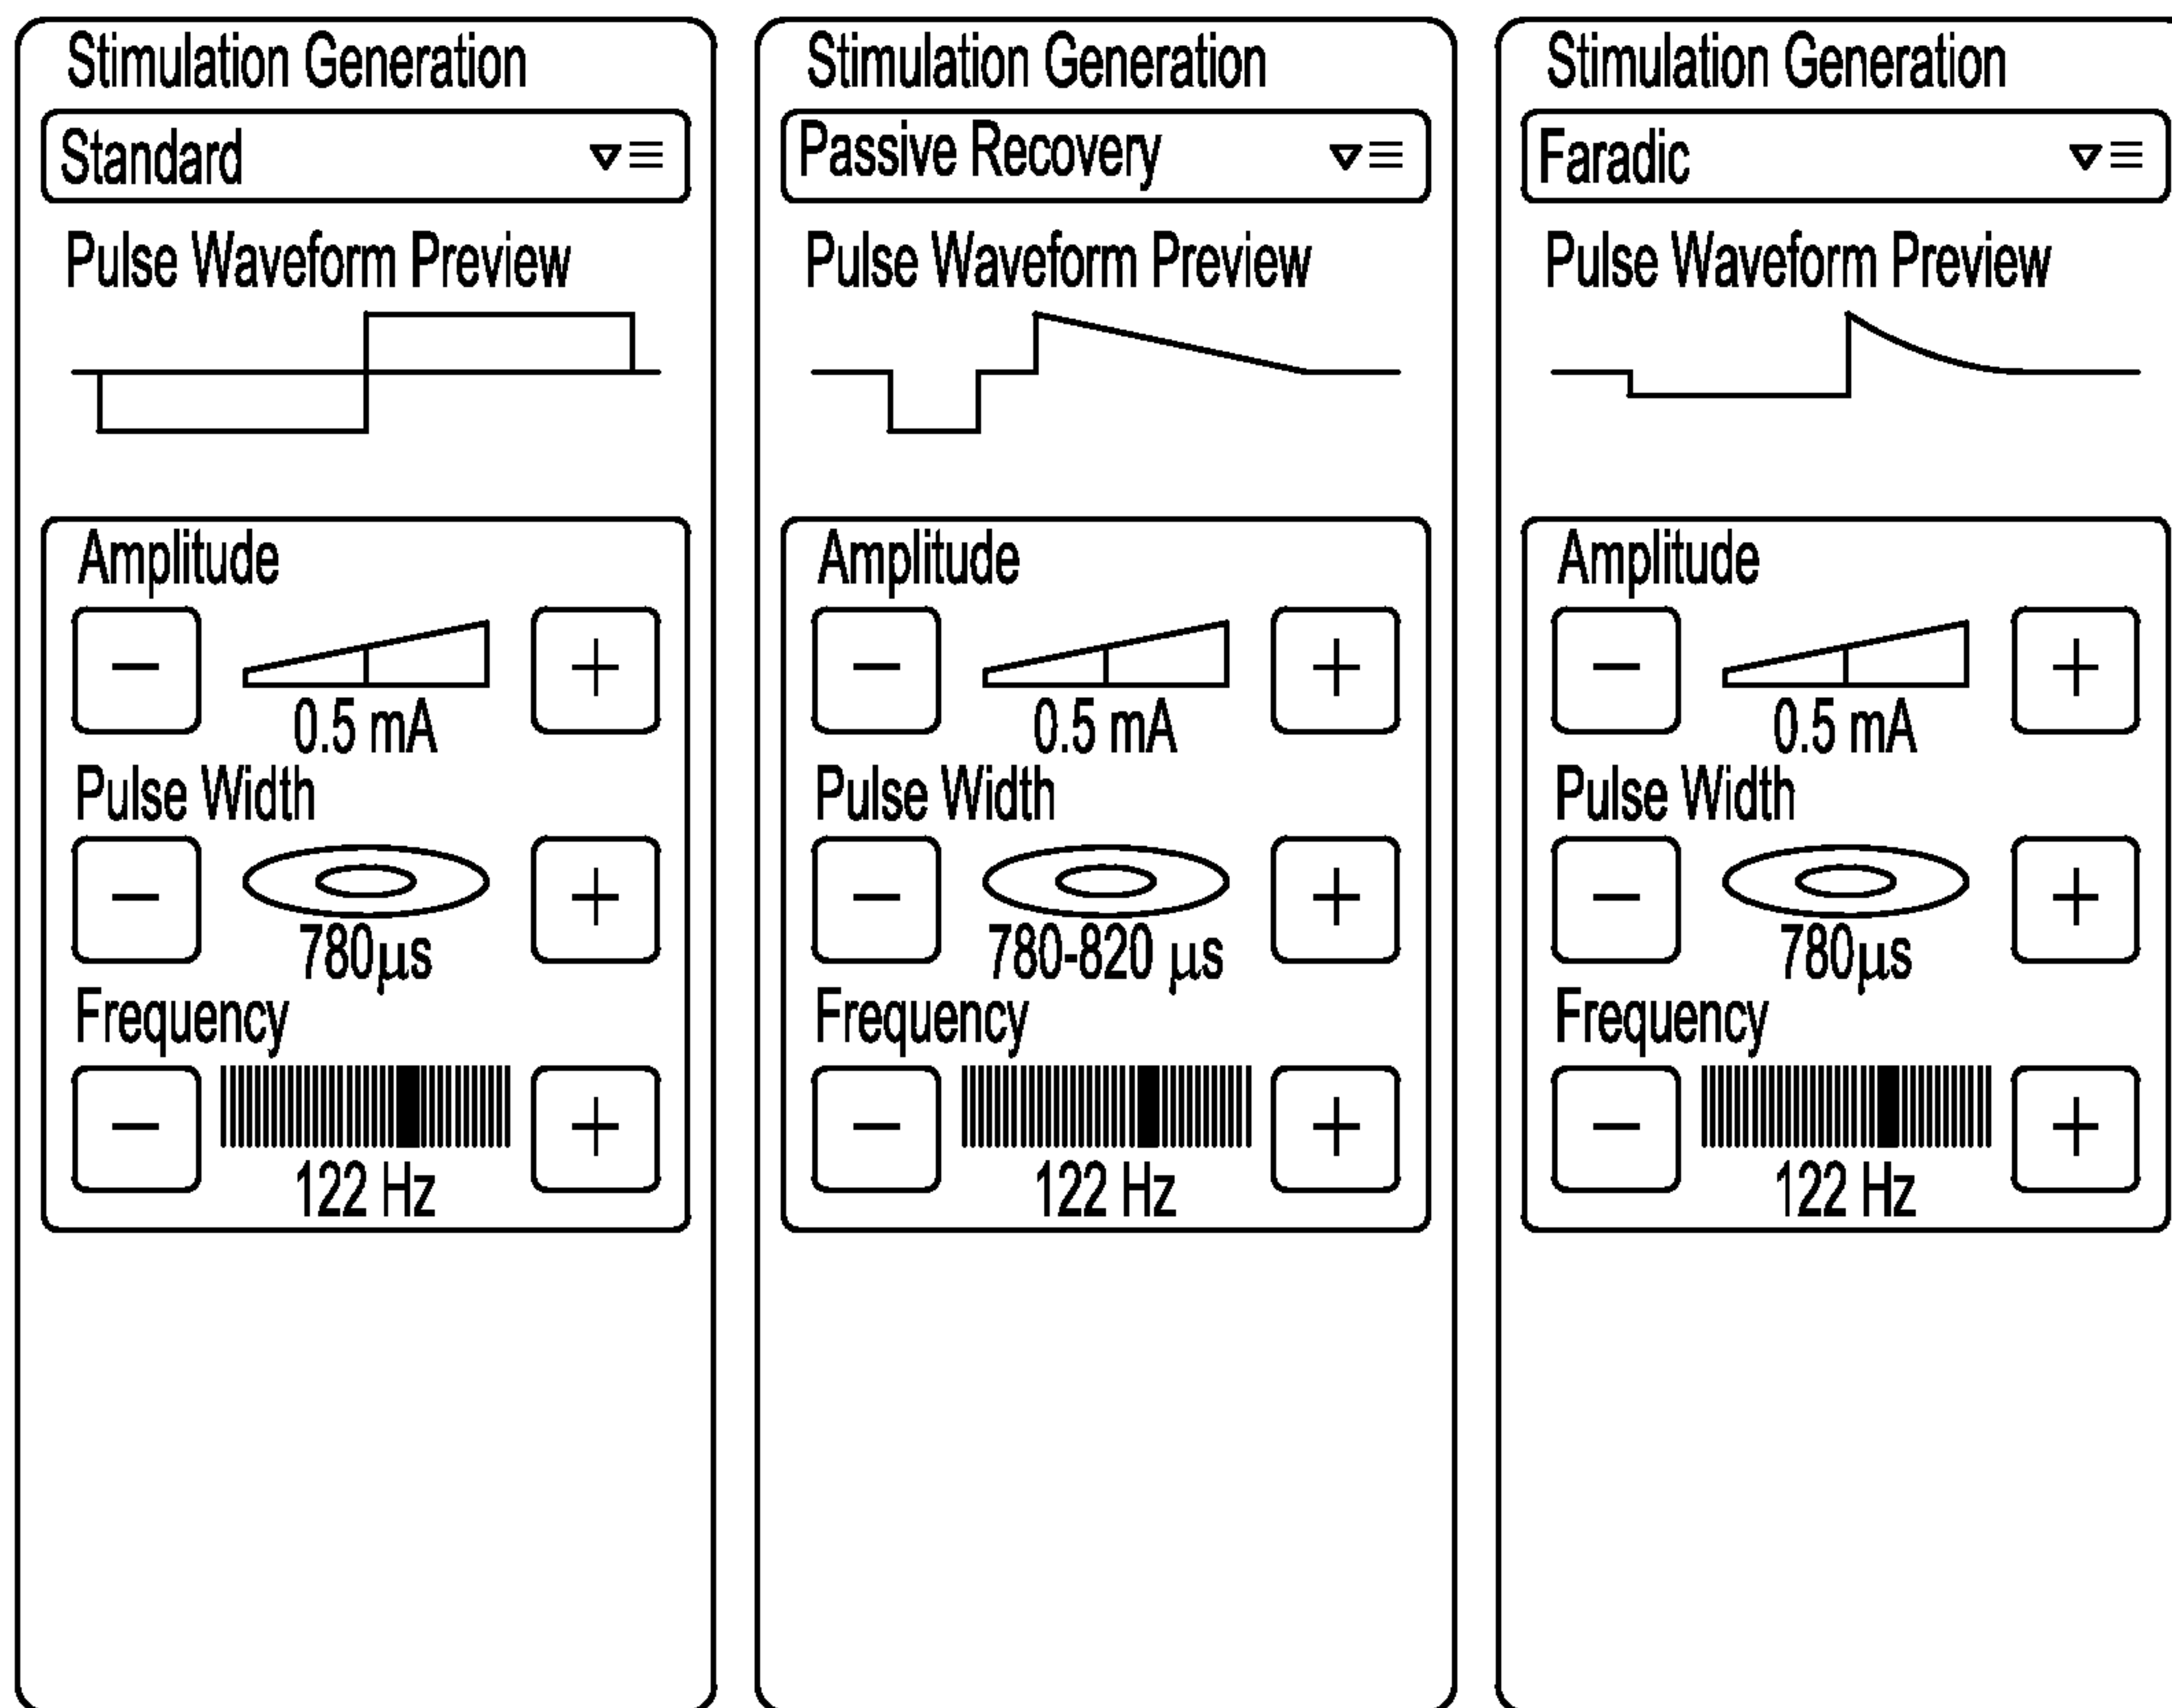 Stimulation Generation
Standard
Pulse Waveform Preview
Amplitude
0.5 mA
Pulse Width
780μs
Frequency
122 Hz
Stimulation Generation
Passive Recovery
Pulse Waveform Preview
Amplitude
0.5 mA
Pulse Width
780-820 μs
Frequency
122 Hz
Stimulation Generation
Faradic
Pulse Waveform Preview
Amplitude
0.5 mA
Pulse Width
780μs
Frequency
122 Hz